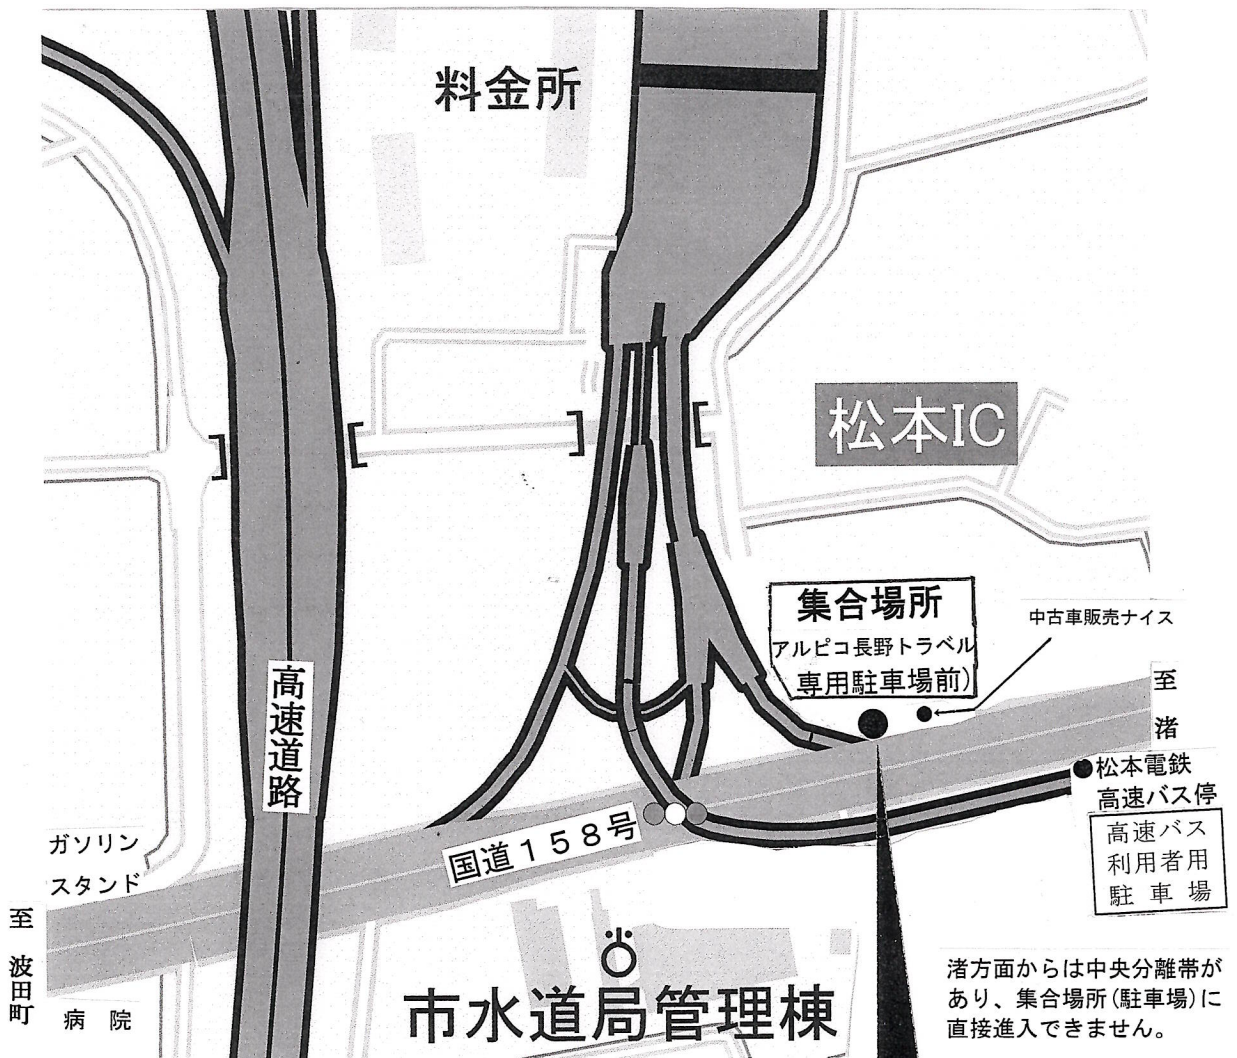 料金所
松本IC
集合場所
アルピコ長野トラベル
専用駐車場前)
中古車販売ナイス
至 渚
高速道路
松本電鉄
高速バス停
高速バス
利用者用
駐車場
国道158号
ガソリン
スタンド
至 波田町
病院
市水道局管理棟
渚方面からは中央分離帯が
あり、集合場所(駐車場)に
直接進入できません。